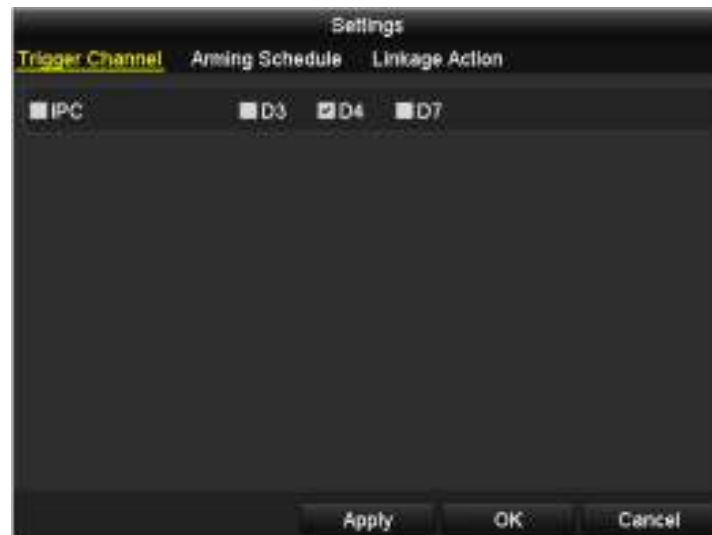 Settings
Trigger Channel Arming Schedule Linkage Action
IPC D3 D4 D7
Apply OK Cancel